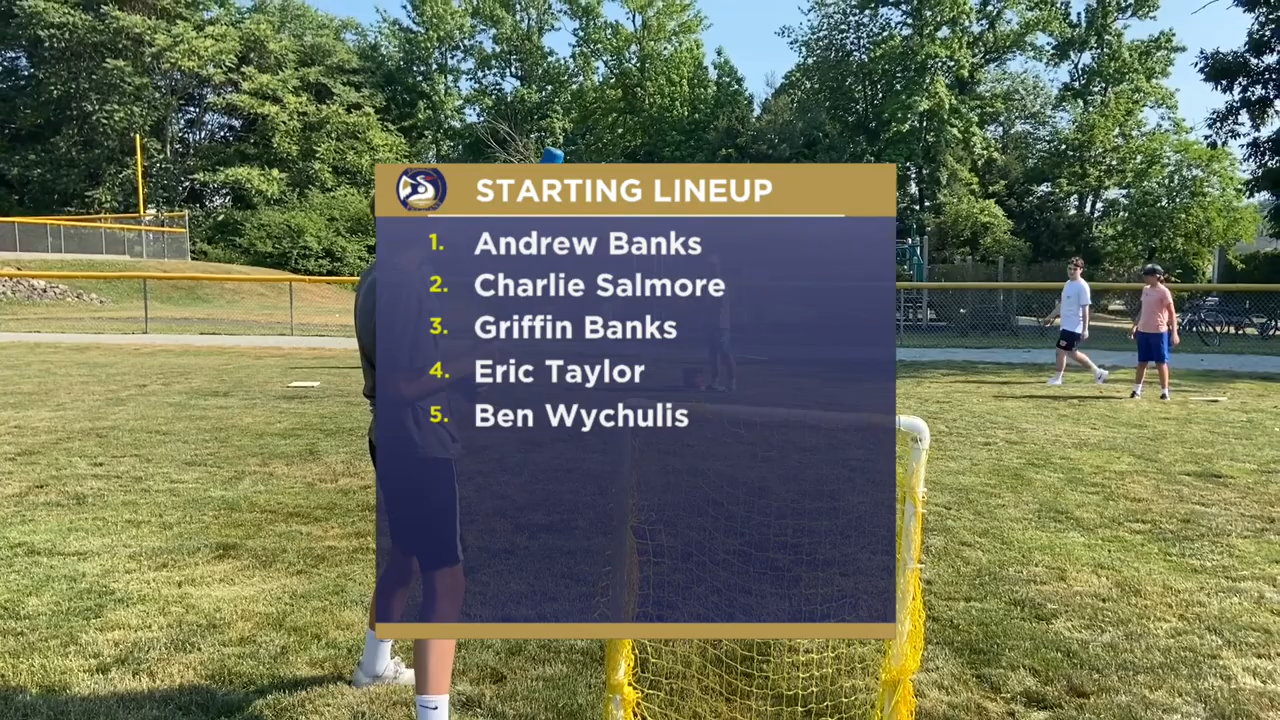 STARTING LINEUP
1. Andrew Banks
2. Charlie Salmore
3. Griffin Banks
4. Eric Taylor
5. Ben Wychulis